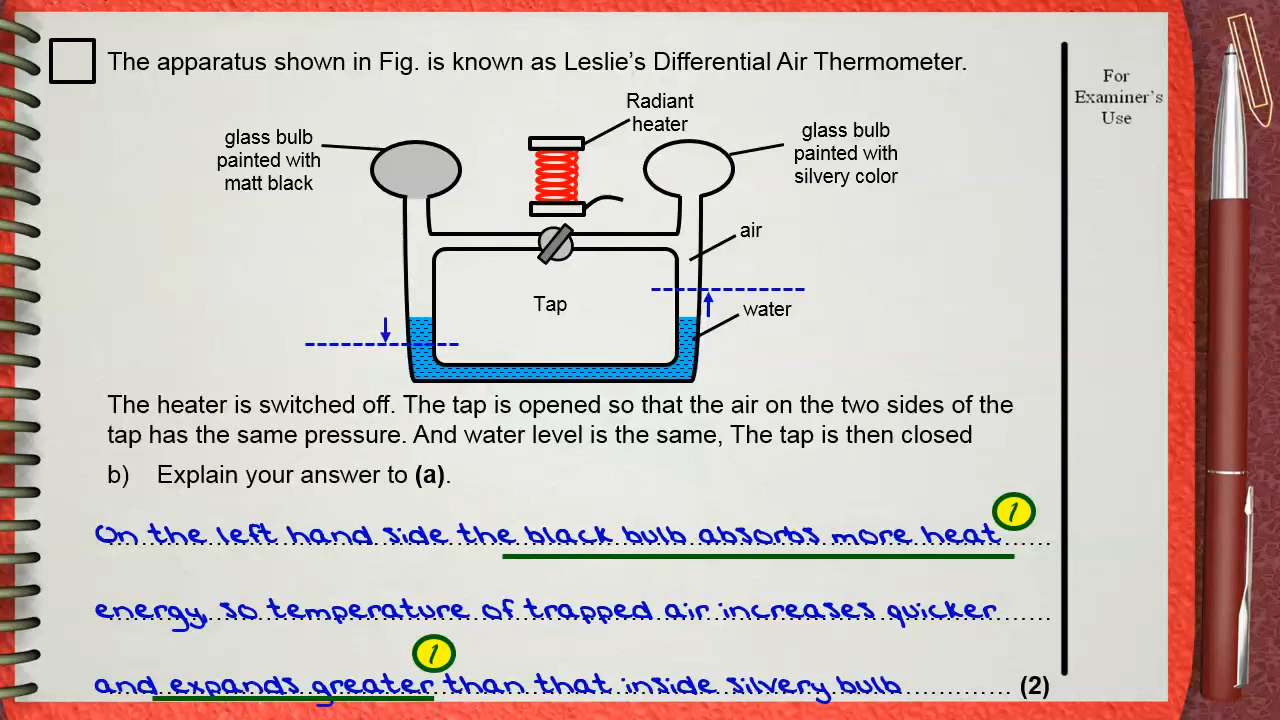 The apparatus shown in Fig. is known as Leslie's Differential Air Thermometer.
For
Examiner's
Use
Radiant
heater
glass bulb
painted with
matt black
glass bulb
painted with
silvery color
air
Tap
water
The heater is switched off. The tap is opened so that the air on the two sides of the
tap has the same pressure. And water level is the same, The tap is then closed
b) Explain your answer to (a).
1
On the left hand side the black bulb absorbs more heat
energy, so temperature of trapped air increases quicker
1
and expands greater than that inside silvery bulb (2)